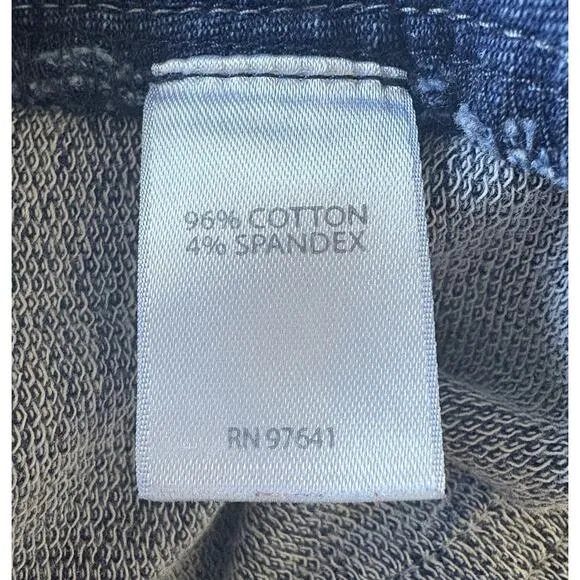 96% COTTON
4% SPANDEX
RN 97641